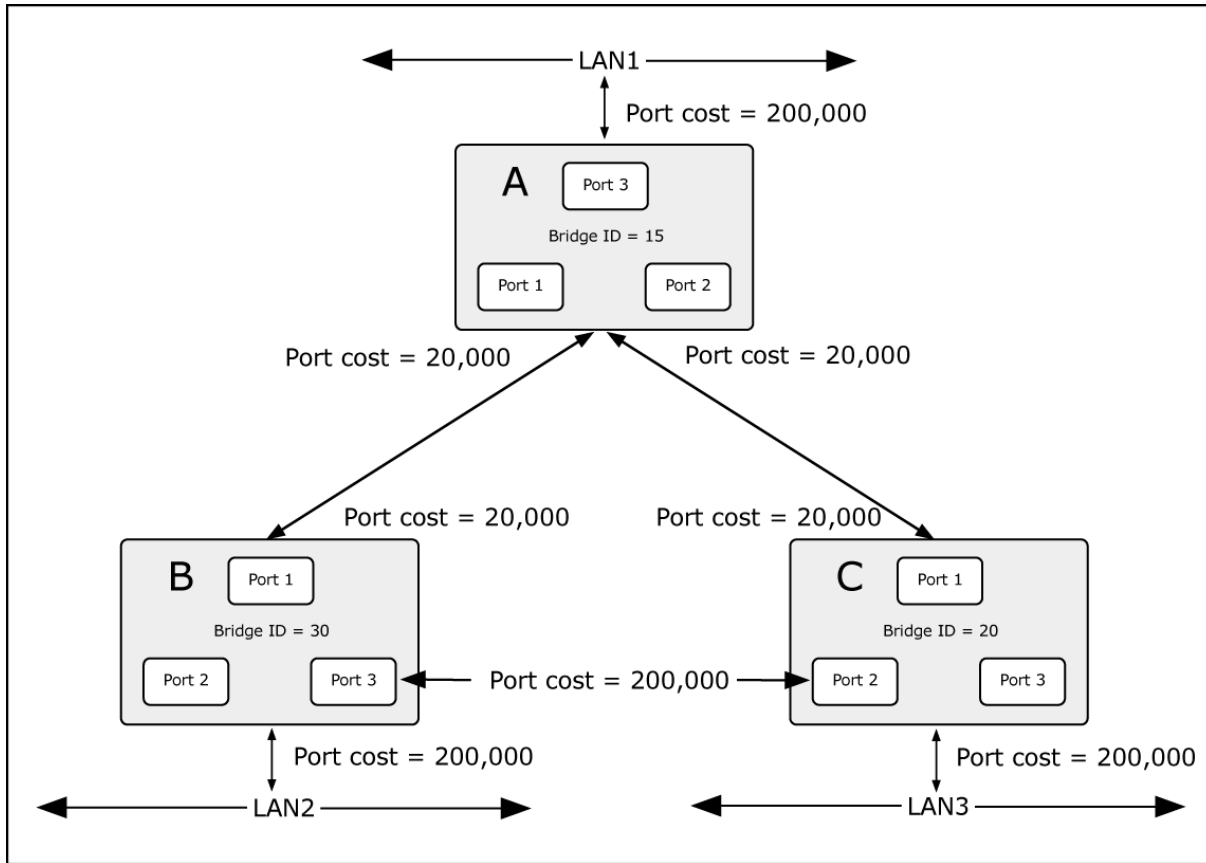 LAN1
Port cost = 200,000
A
Port 3
Bridge ID = 15
Port 1
Port 2
Port cost = 20,000
Port cost = 20,000
Port cost = 20,000
Port cost = 20,000
B
Port 1
Bridge ID = 30
Port 2
Port 3
Port cost = 200,000
C
Port 1
Bridge ID = 20
Port 2
Port 3
Port cost = 200,000
LAN2
Port cost = 200,000
LAN3